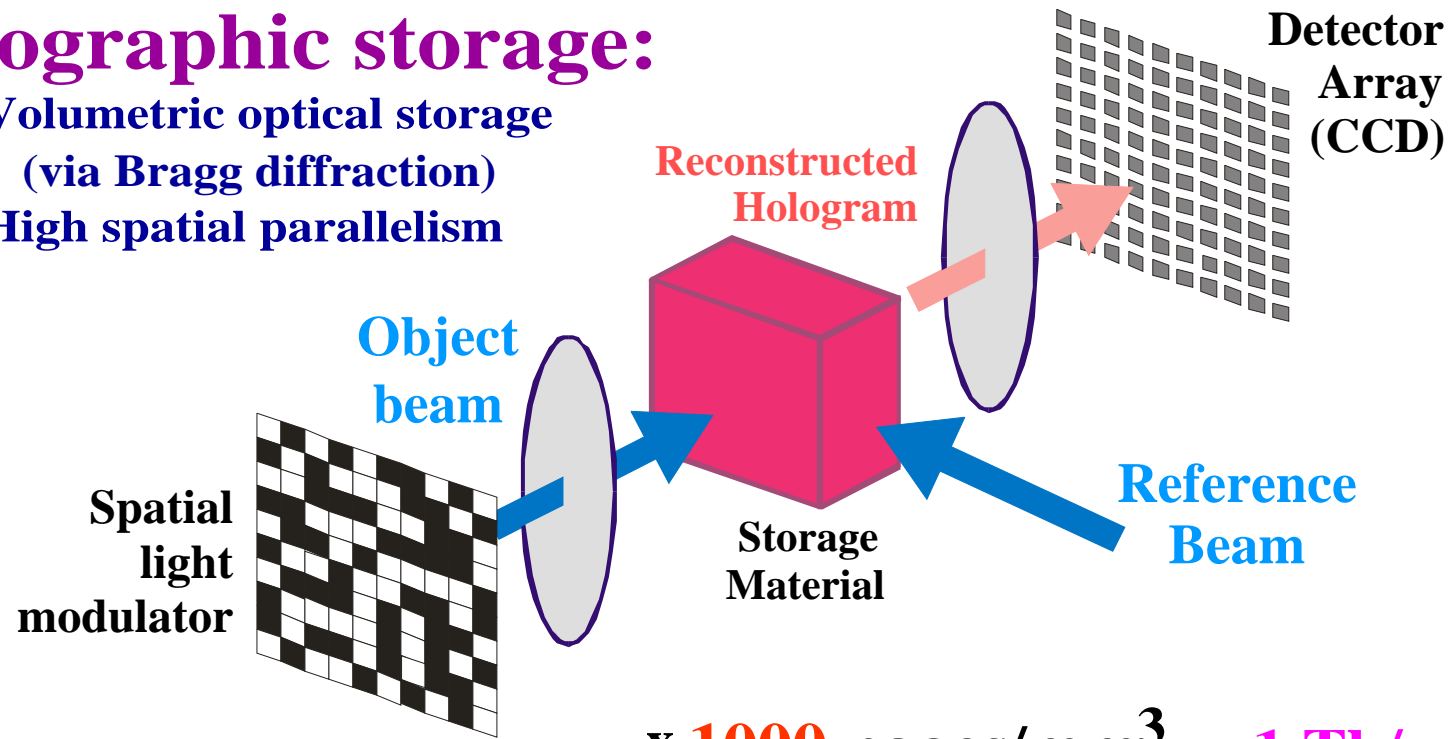 ographic storage:
Volumetric optical storage
(via Bragg diffraction)
High spatial parallelism
Detector
Array
(CCD)
Reconstructed
Hologram
Object
beam
Spatial
light
modulator
Storage
Material
Reference
Beam
x 1000